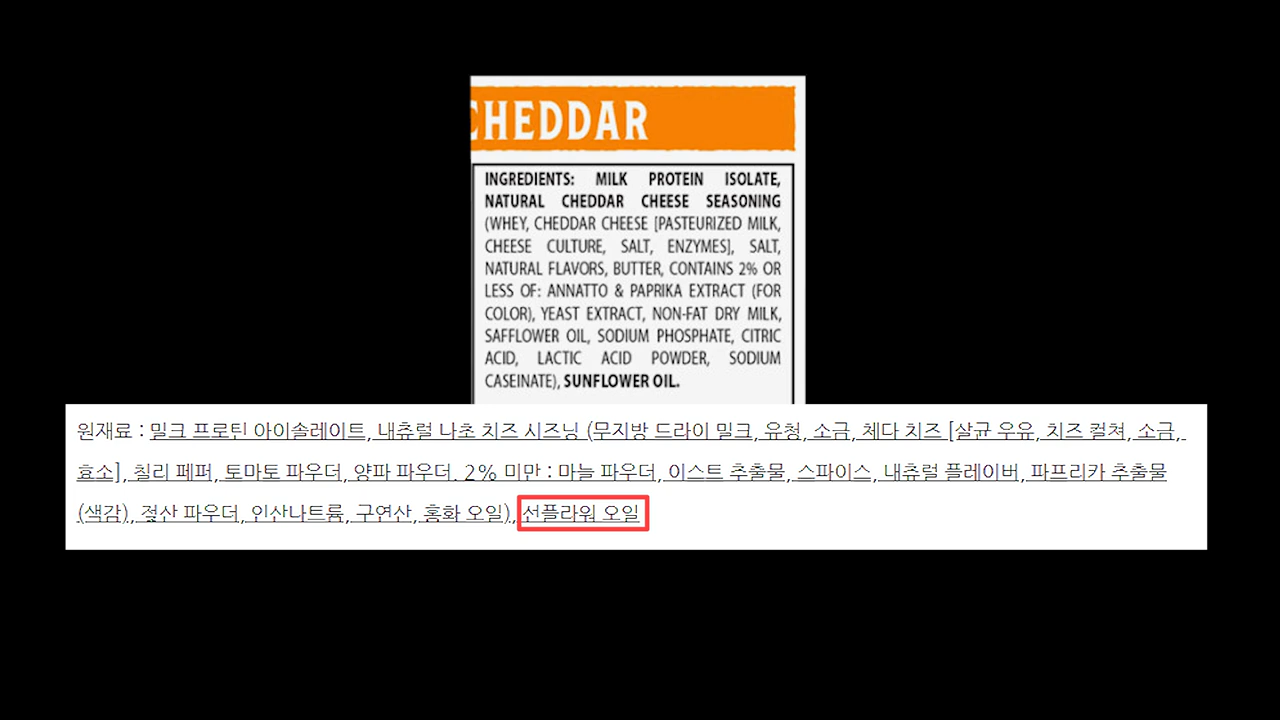 CHEDDAR
INGREDIENTS: MILK PROTEIN ISOLATE,
NATURAL CHEDDAR CHEESE SEASONING
(WHEY, CHEDDAR CHEESE [PASTEURIZED MILK,
CHEESE CULTURE, SALT, ENZYMES], SALT,
NATURAL FLAVORS, BUTTER, CONTAINS 2% OR
LESS OF: ANNATTO & PAPRIKA EXTRACT (FOR
COLOR), YEAST EXTRACT, NON-FAT DRY MILK,
SAFFLOWER OIL, SODIUM PHOSPHATE, CITRIC
ACID, LACTIC ACID POWDER, SODIUM
CASEINATE), SUNFLOWER OIL.
원재료 : 밀크 프로틴 아이솔레이트, 내츄럴 나초 치즈 시즈닝 (무지방 드라이 밀크, 유청, 소금, 체다 치즈 [살균 우유, 치즈 컬쳐, 소금,
효소], 칠리 페퍼, 토마토 파우더, 양파 파우더. 2% 미만 : 마늘 파우더, 이스트 추출물, 스파이스, 내츄럴 플레이버, 파프리카 추출물
(색감), 젖산 파우더, 인산나트륨, 구연산, 홍화 오일), 선플라워 오일